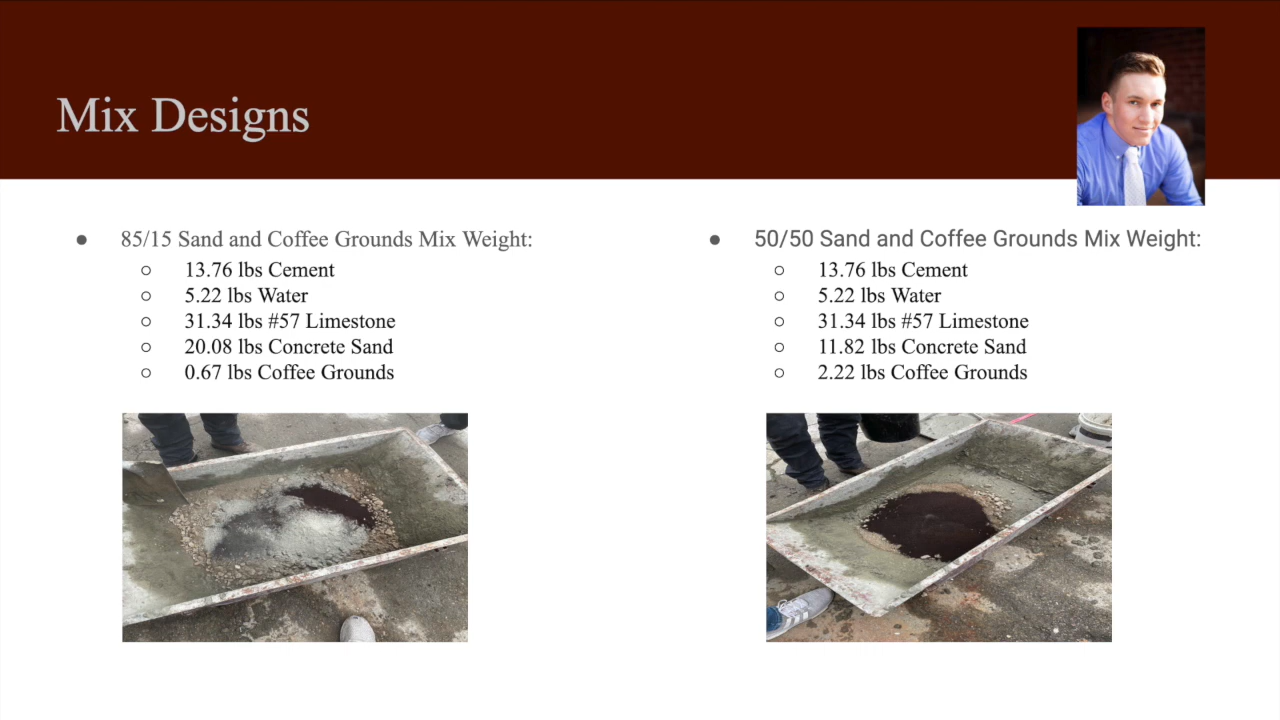 Mix Designs
● 85/15 Sand and Coffee Grounds Mix Weight:
○ 13.76 lbs Cement
○ 5.22 lbs Water
○ 31.34 lbs #57 Limestone
○ 20.08 lbs Concrete Sand
○ 0.67 lbs Coffee Grounds
● 50/50 Sand and Coffee Grounds Mix Weight:
○ 13.76 lbs Cement
○ 5.22 lbs Water
○ 31.34 lbs #57 Limestone
○ 11.82 lbs Concrete Sand
○ 2.22 lbs Coffee Grounds